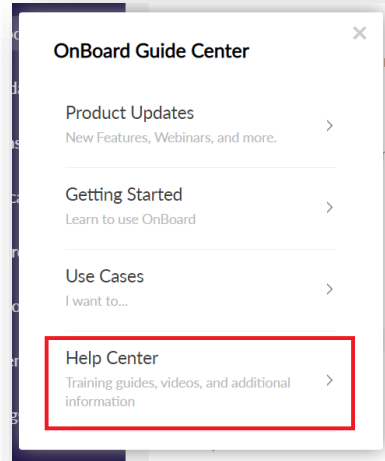 OnBoard Guide Center
Product Updates
New Features, Webinars, and more.
Getting Started
Learn to use OnBoard
Use Cases
I want to...
Help Center
Training guides, videos, and additional
information